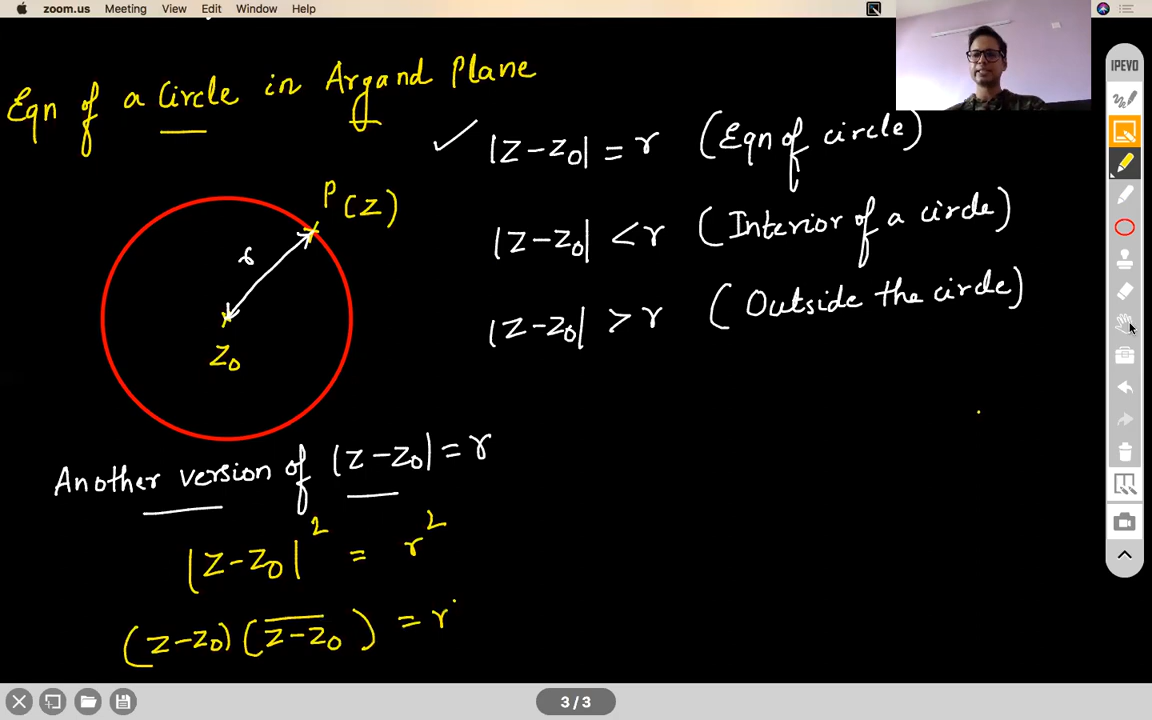 zoom.us Meeting View Edit Window Help
IPEVO
Eqn of a Circle in Argand Plane
|z-z₀| = r (Eqn of circle)
P(z)
|z-z₀| < r (Interior of a circle)
r
|z-z₀| > r (Outside the circle)
z₀
Another version of |z-z₀| = r
|z-z₀|² = r²
(z-z₀)(z̅-̅z̅₀) = r
3/3